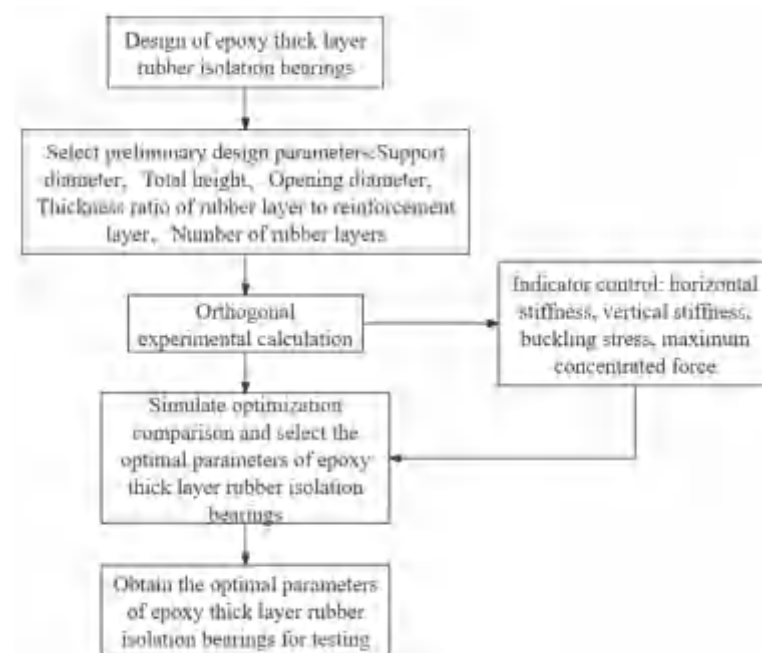 Design of epoxy thick layer
rubber isolation bearings
Select preliminary design parameters:Support
diameter、Total height、Opening diameter、
Thickness ratio of rubber layer to reinforcement
layer、Number of rubber layers
Orthogonal
experimental calculation
Indicator control: horizontal
stiffness, vertical stiffness,
buckling stress, maximum
concentrated force
Simulate optimization
comparison and select the
optimal parameters of epoxy
thick layer rubber isolation
bearings
Obtain the optimal parameters
of epoxy thick layer rubber
isolation bearings for testing